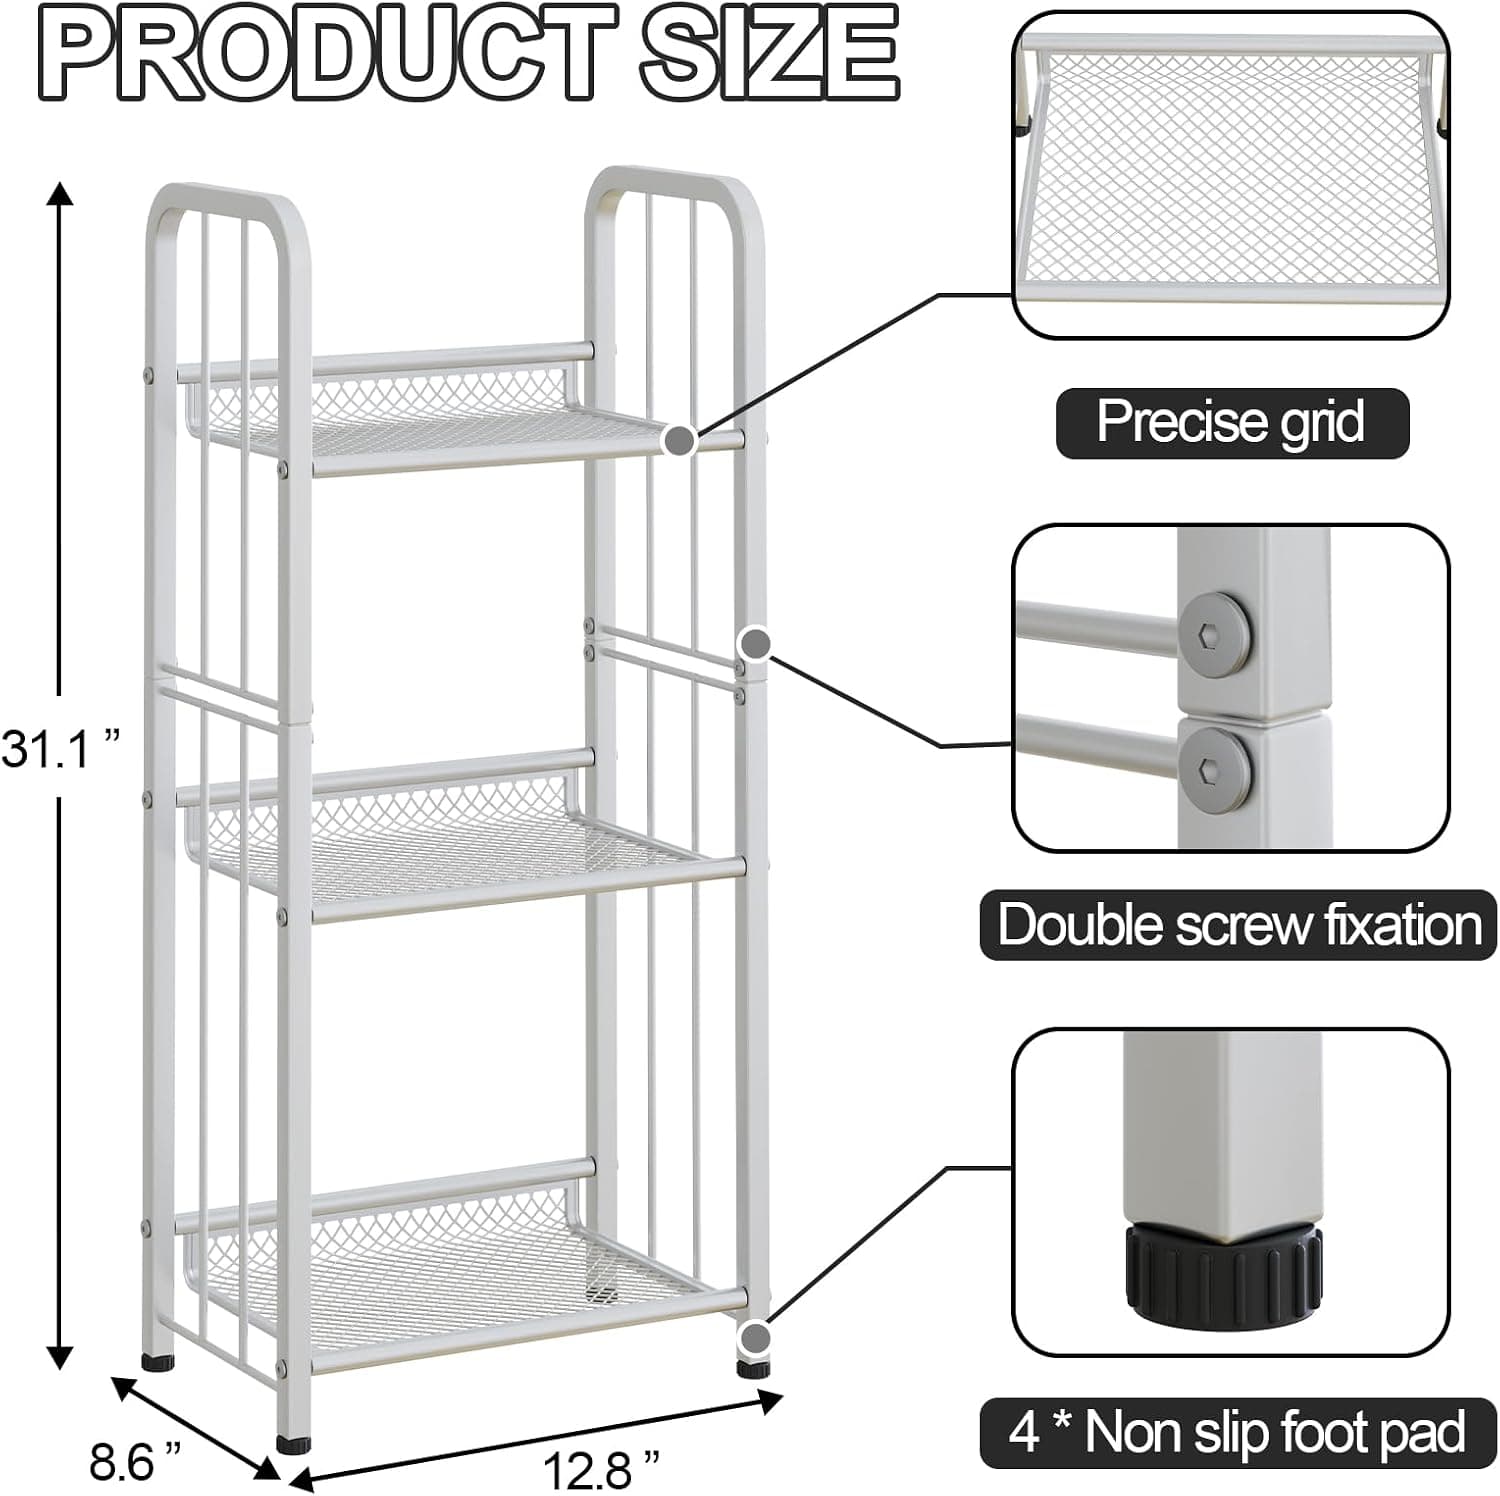 PRODUCT SIZE
Precise grid
31.1 ”
Double screw fixation
8.6 ”
12.8 ”
4 * Non slip foot pad